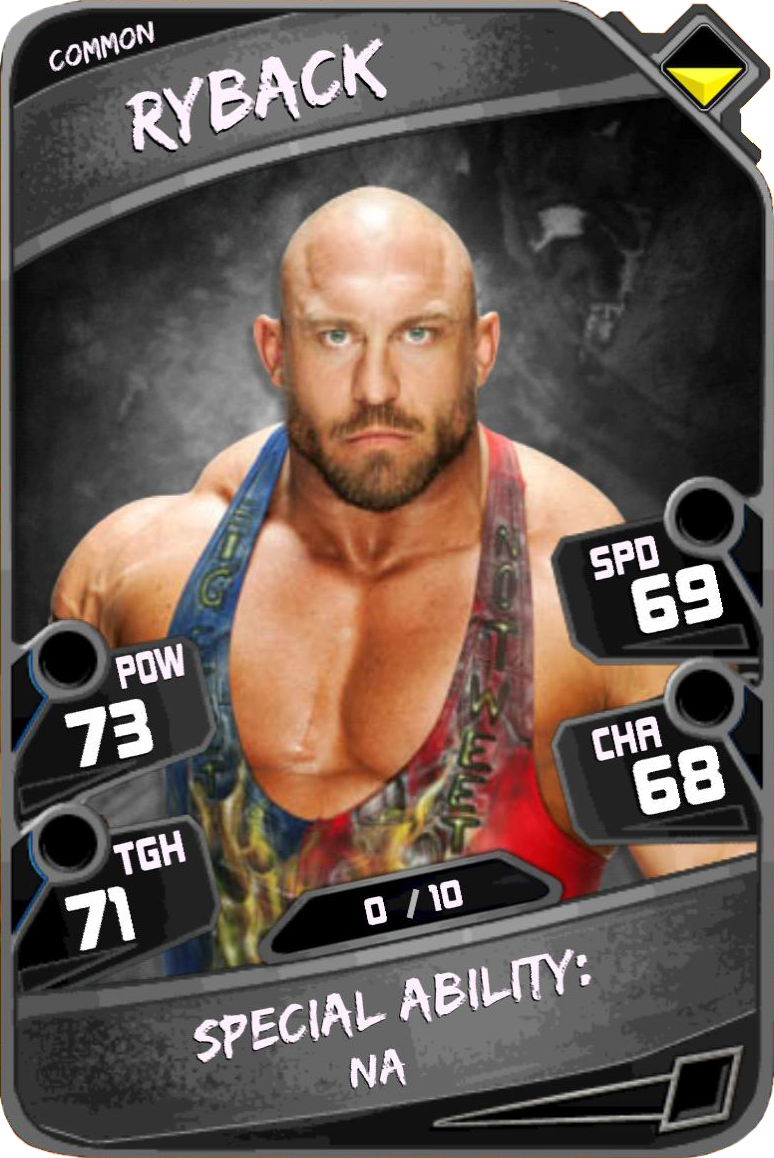 COMMON
RYBACK
SPD
69
POW
73
CHA
68
TGH
71
0 / 10
SPECIAL ABILITY:
NA